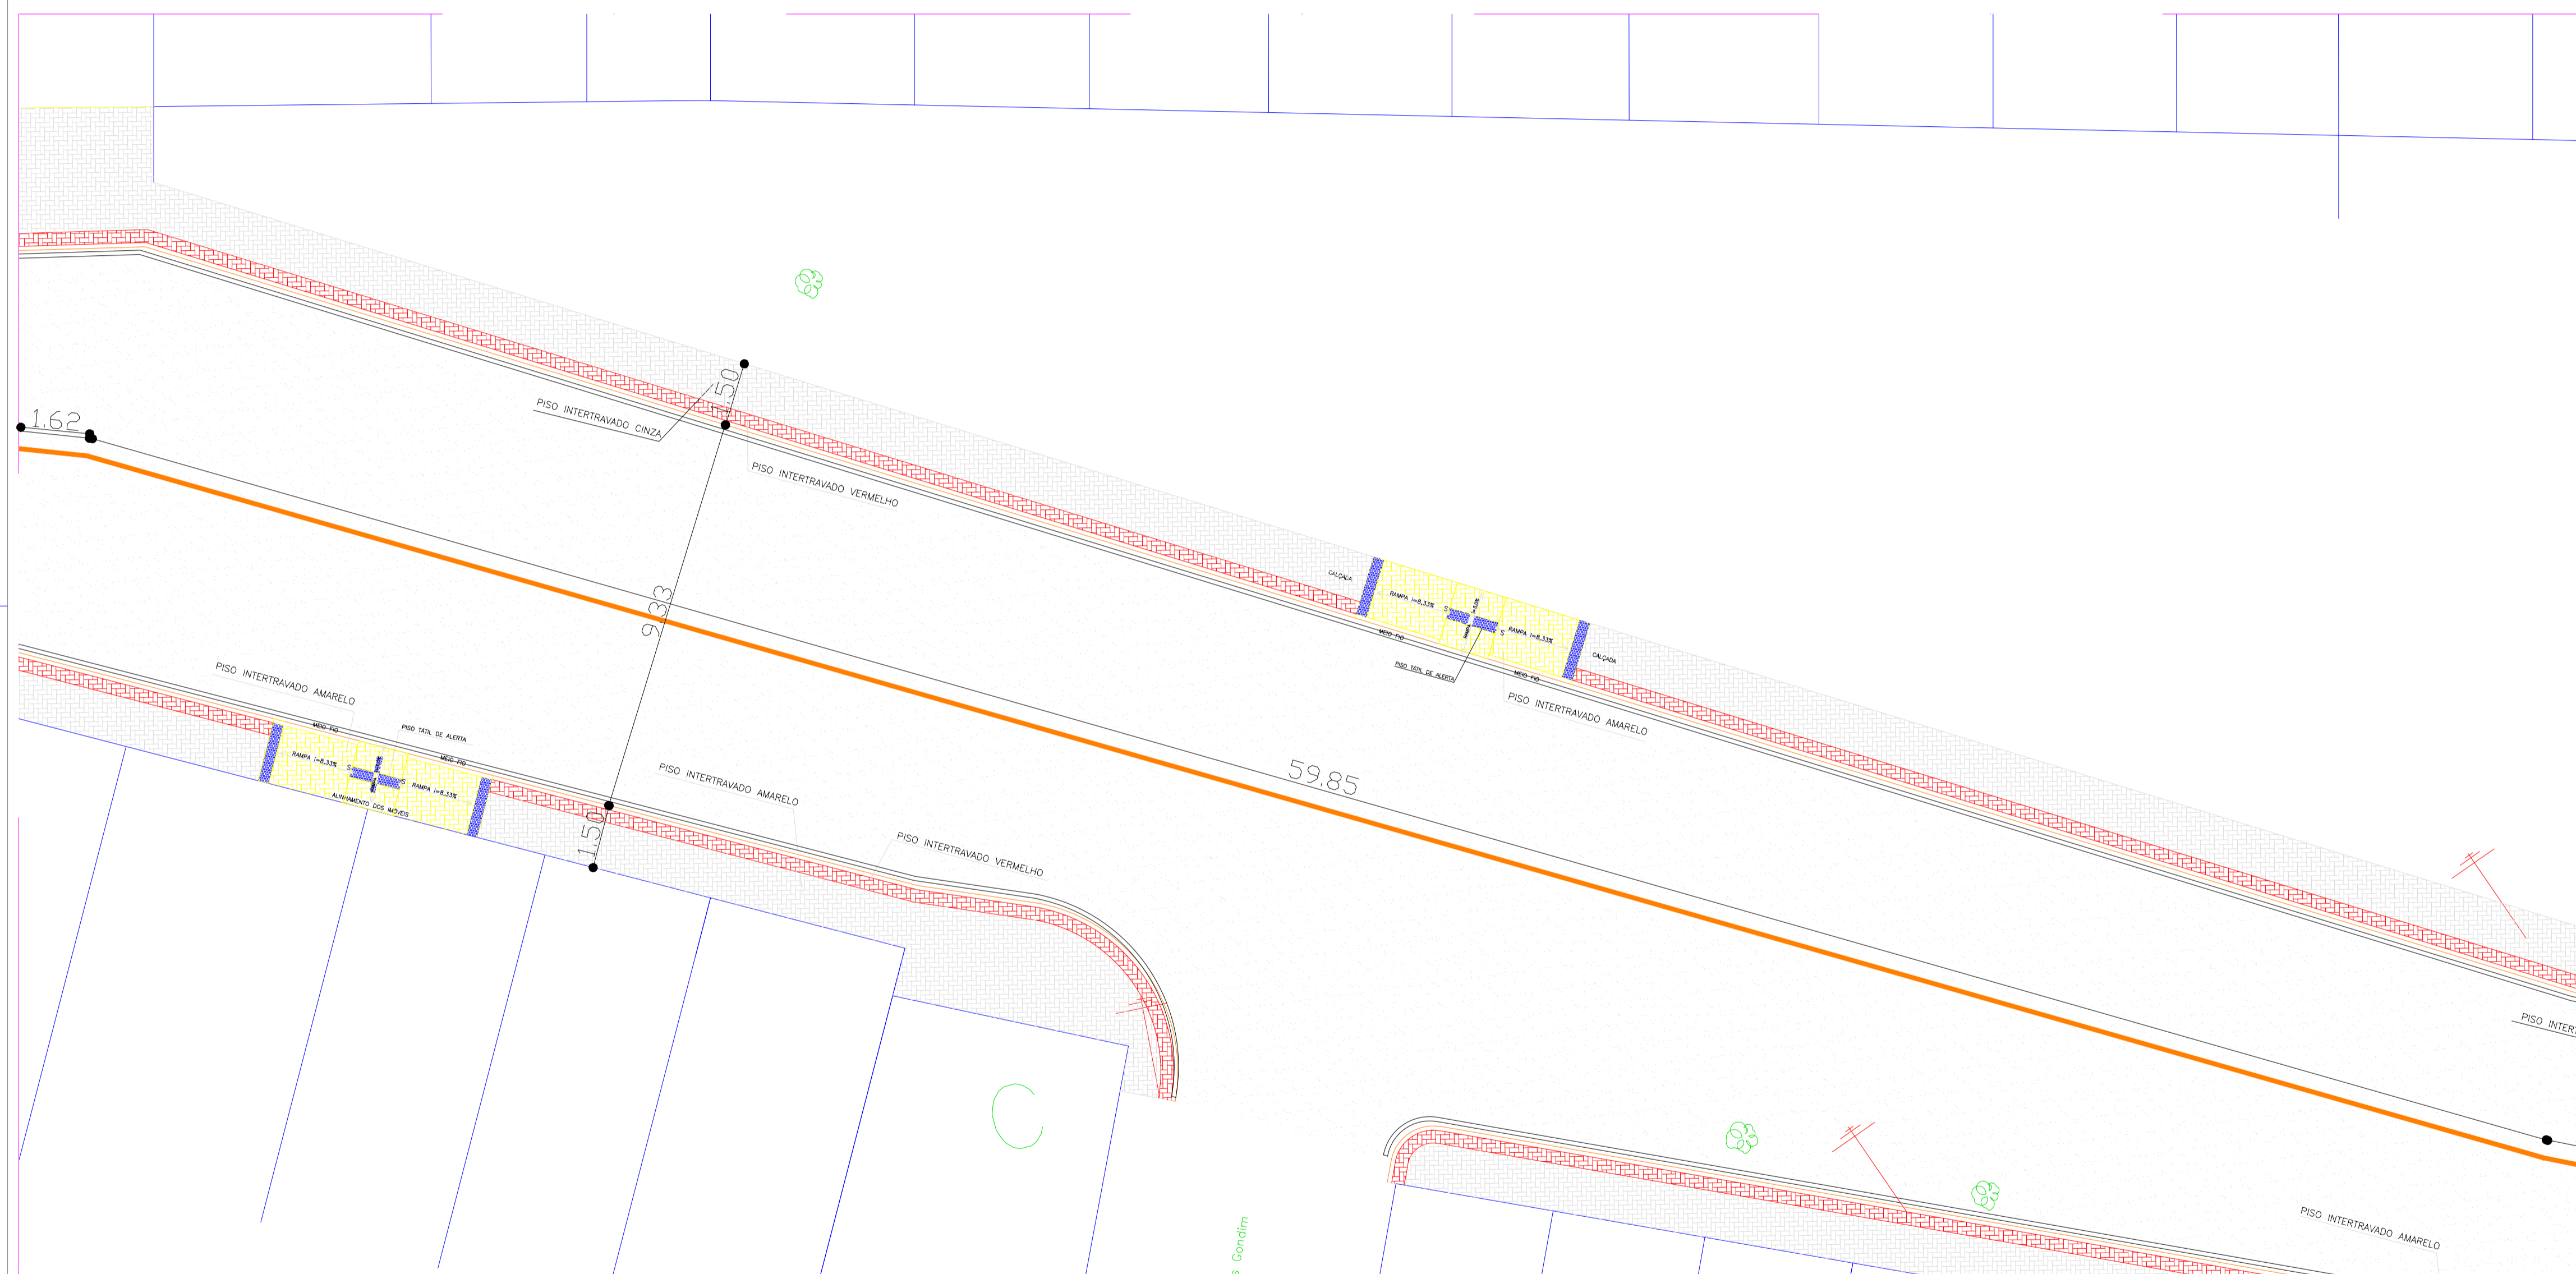 1,50
PISO INTERTRAVADO CINZA
1,62
PISO INTERTRAVADO VERMELHO
9,33
CALÇADA
RAMPA i=8,33%
S
S
RAMPA i=8,33%
RAMPA
MEIO-FIO
CALÇADA
PISO TÁTIL DE ALERTA
MEIO-FIO
PISO INTERTRAVADO AMARELO
PISO INTERTRAVADO AMARELO
MEIO-FIO
PISO TÁTIL DE ALERTA
RAMPA i=8,33%
S
MEIO-FIO
S
RAMPA i=8,33%
ALINHAMENTO DOS IMÓVEIS
PISO INTERTRAVADO AMARELO
59,85
1,50
PISO INTERTRAVADO VERMELHO
PISO INTER
s Gondim
PISO INTERTRAVADO AMARELO